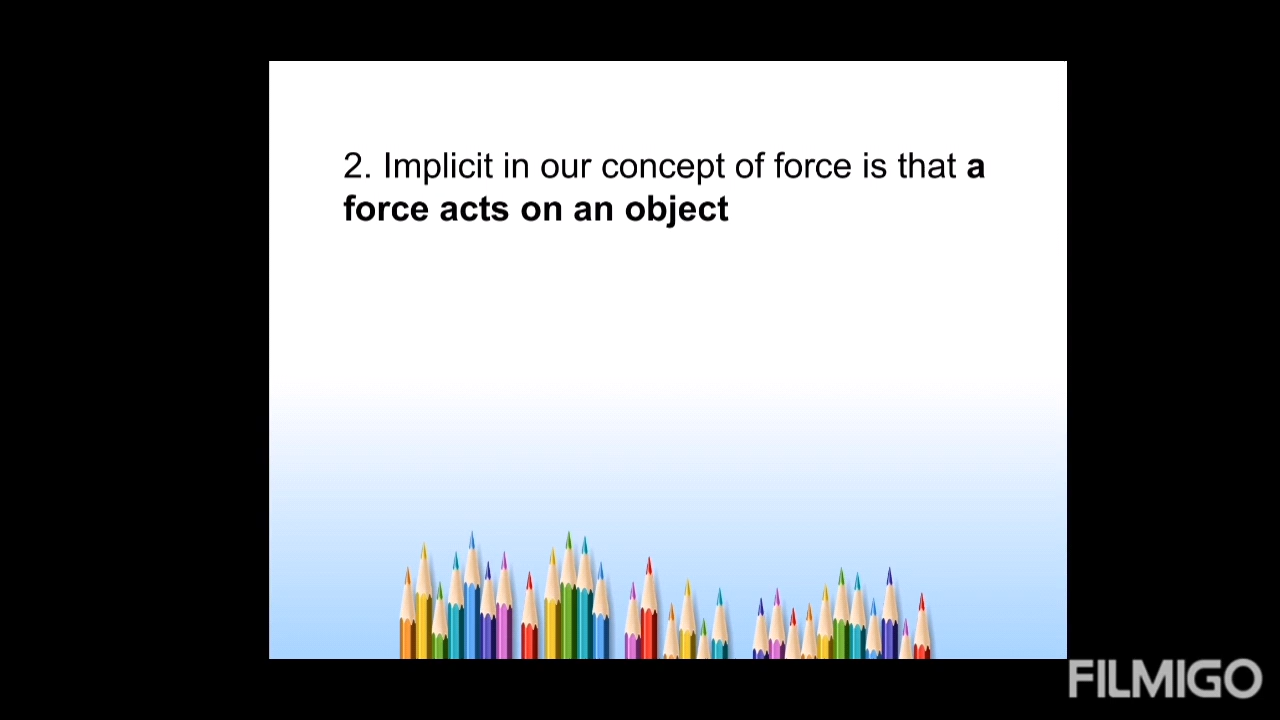 2. Implicit in our concept of force is that a
force acts on an object
FILMIGO